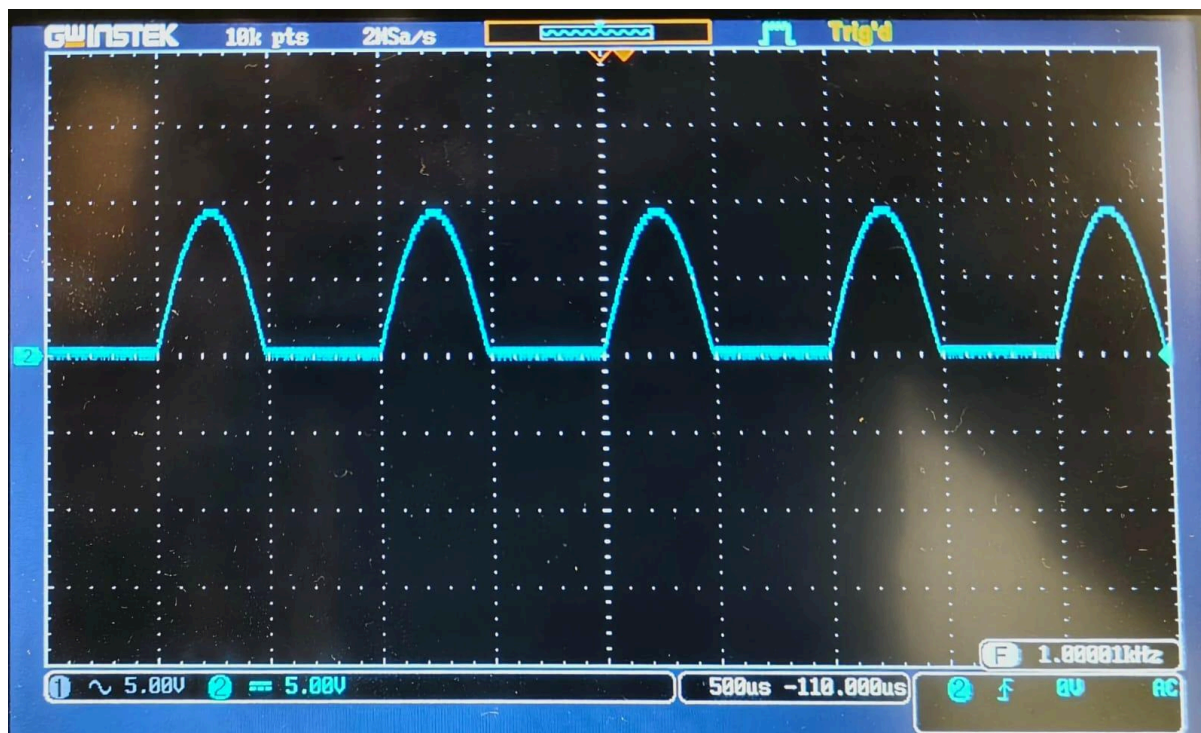 GWINSTEK 10k pts 2MSa/s Trig'd
2
F 1.00001kHz
1 5.00V 2 5.00V 500us -110.000us 2 0V AC